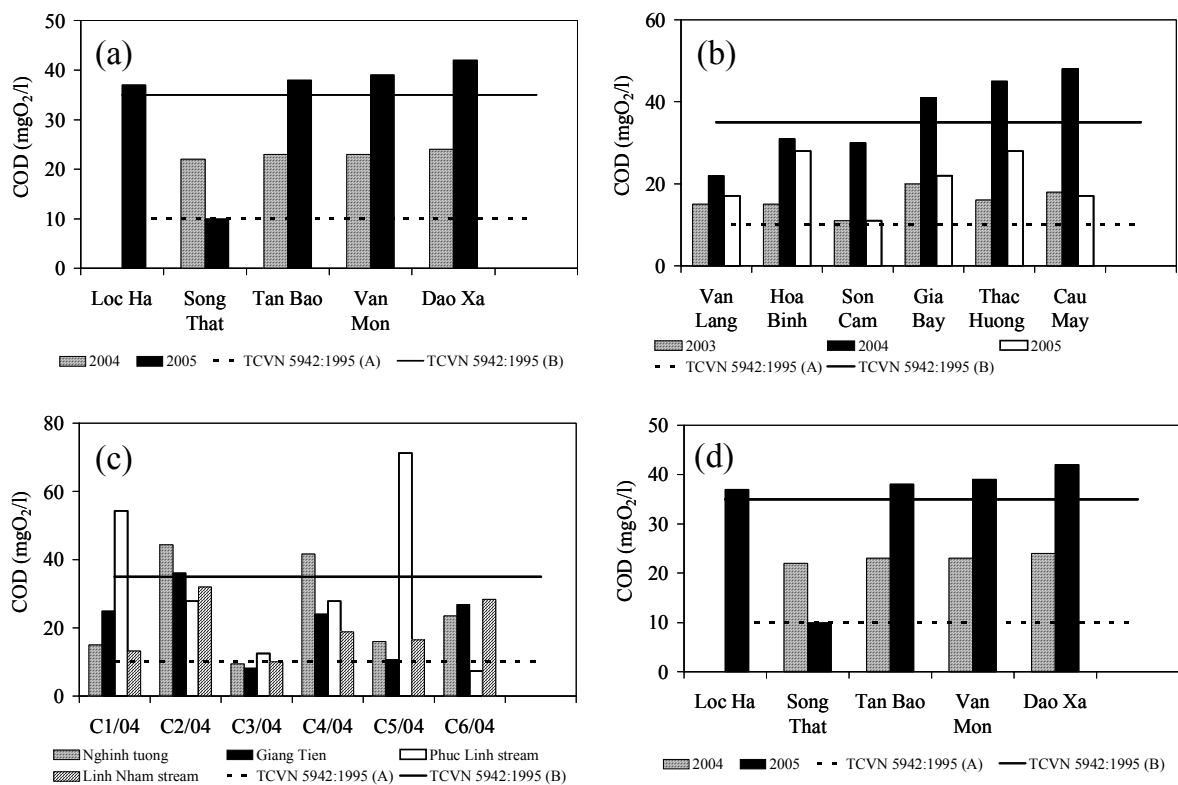 (a)
COD (mgO2/l)
50
40
30
20
10
0
Loc Ha Song That Tan Bao Van Mon Dao Xa
2004 2005 TCVN 5942:1995 (A) TCVN 5942:1995 (B)
(b)
COD (mgO2/l)
60
40
20
0
Van Lang Hoa Binh Son Cam Gia Bay Thac Huong Cau May
2003 2004 2005
TCVN 5942:1995 (A) TCVN 5942:1995 (B)
(c)
COD (mgO2/l)
80
60
40
20
0
C1/04 C2/04 C3/04 C4/04 C5/04 C6/04
Nghinh tuong Giang Tien Phuc Linh stream
Linh Nham stream TCVN 5942:1995 (A) TCVN 5942:1995 (B)
(d)
COD (mgO2/l)
50
40
30
20
10
0
Loc Ha Song That Tan Bao Van Mon Dao Xa
2004 2005 TCVN 5942:1995 (A) TCVN 5942:1995 (B)